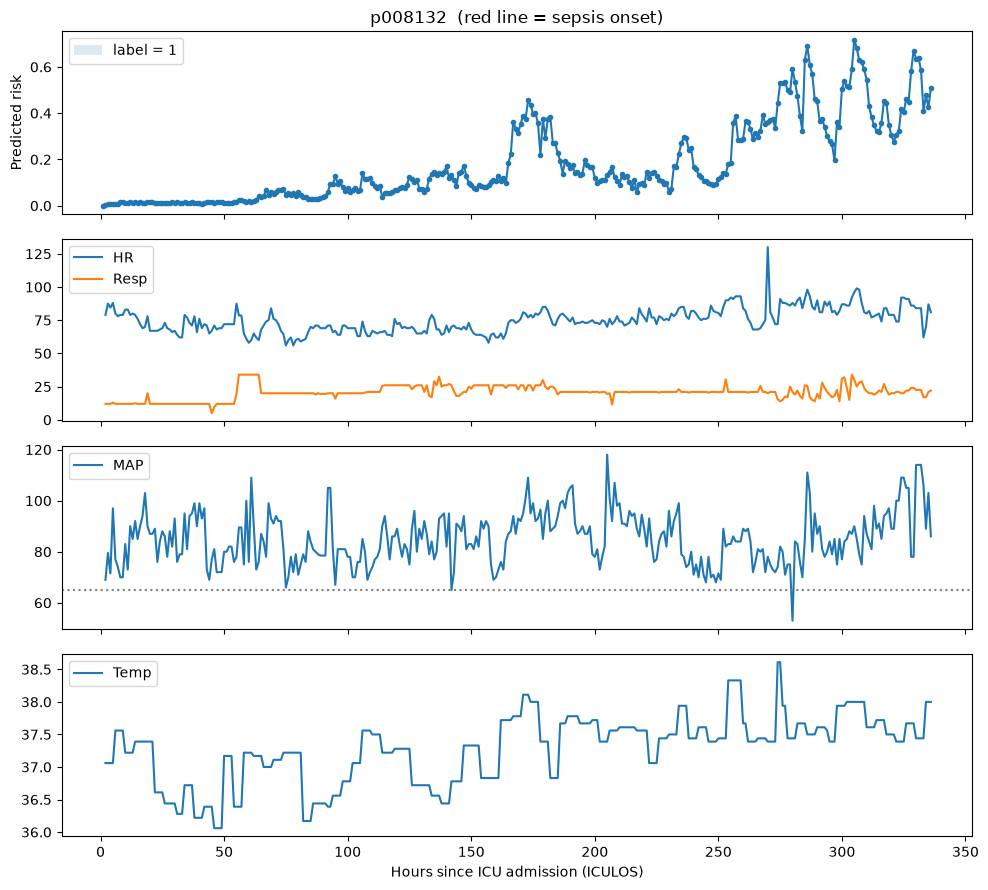 p008132  (red line = sepsis onset)
label = 1
Predicted risk
0.6
0.4
0.2
0.0
HR
Resp
125
100
75
50
25
0
MAP
120
100
80
60
Temp
38.5
38.0
37.5
37.0
36.5
36.0
0 50 100 150 200 250 300 350
Hours since ICU admission (ICULOS)